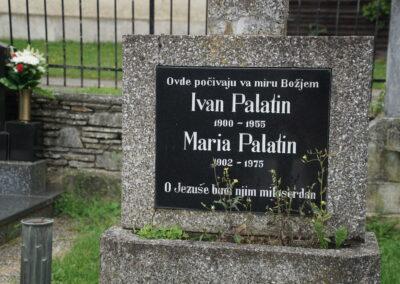 Ovde počivaju va miru Božjem
Ivan Palatin
1900 – 1955
Maria Palatin
1902 – 1975
O Jezuše budi njim milosrdan